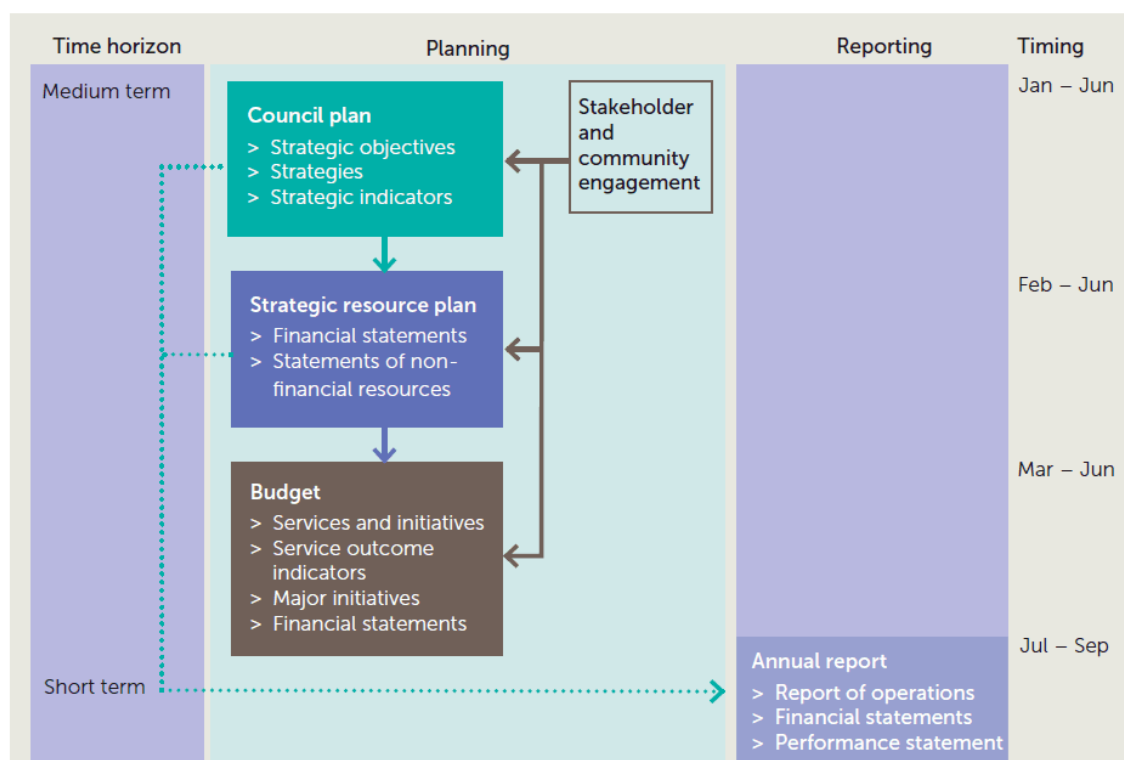 Time horizon
Planning
Reporting
Timing
Medium term
Jan – Jun
Council plan
> Strategic objectives
> Strategies
> Strategic indicators
Stakeholder
and
community
engagement
Feb – Jun
Strategic resource plan
> Financial statements
> Statements of non-
financial resources
Mar – Jun
Budget
> Services and initiatives
> Service outcome
indicators
> Major initiatives
> Financial statements
Jul – Sep
Short term
Annual report
> Report of operations
> Financial statements
> Performance statement